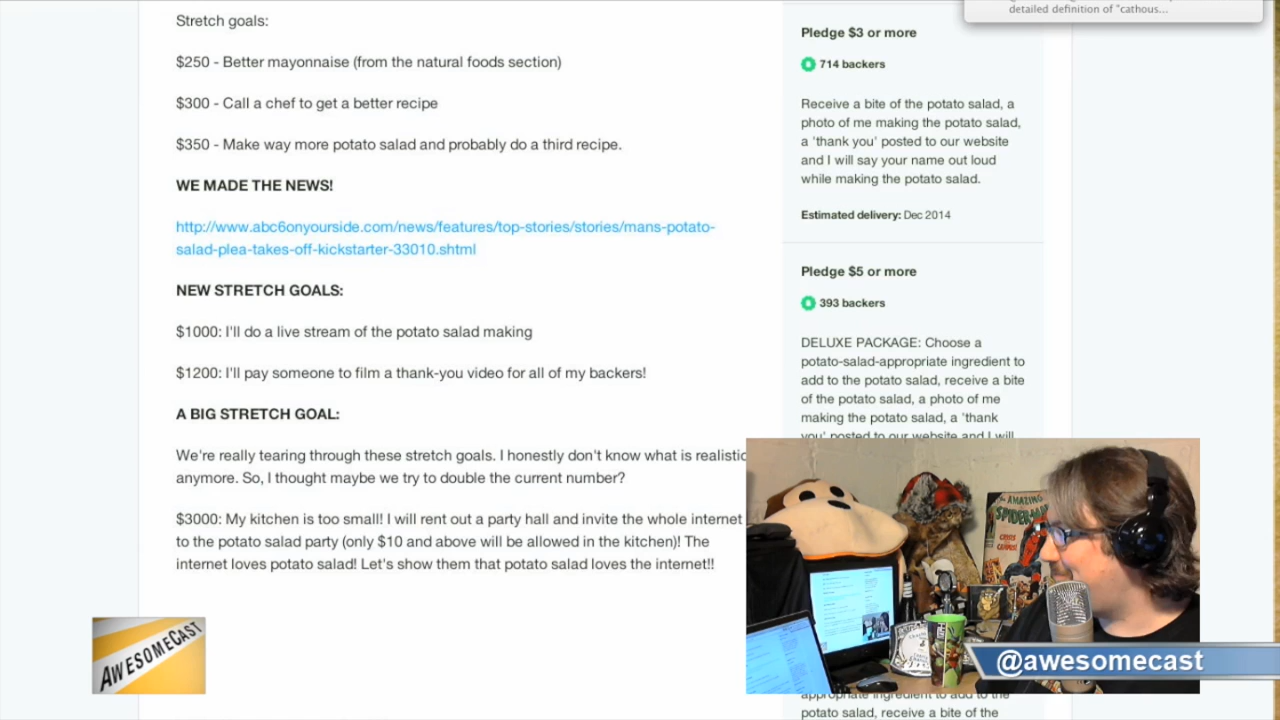 detailed definition of "cathous...
Stretch goals:
$250 - Better mayonnaise (from the natural foods section)
$300 - Call a chef to get a better recipe
$350 - Make way more potato salad and probably do a third recipe.
WE MADE THE NEWS!
http://www.abc6onyourside.com/news/features/top-stories/stories/mans-potato-
salad-plea-takes-off-kickstarter-33010.shtml
NEW STRETCH GOALS:
$1000: I'll do a live stream of the potato salad making
$1200: I'll pay someone to film a thank-you video for all of my backers!
A BIG STRETCH GOAL:
We're really tearing through these stretch goals. I honestly don't know what is realistic
anymore. So, I thought maybe we try to double the current number?
$3000: My kitchen is too small! I will rent out a party hall and invite the whole internet
to the potato salad party (only $10 and above will be allowed in the kitchen)! The
internet loves potato salad! Let's show them that potato salad loves the internet!!
Pledge $3 or more
714 backers
Receive a bite of the potato salad, a
photo of me making the potato salad,
a 'thank you' posted to our website
and I will say your name out loud
while making the potato salad.
Estimated delivery: Dec 2014
Pledge $5 or more
393 backers
DELUXE PACKAGE: Choose a
potato-salad-appropriate ingredient to
add to the potato salad, receive a bite
of the potato salad, a photo of me
making the potato salad, a 'thank
you' posted to our website and I will
THE AMAZING
SPIDER-MAN
AWESOMECAST
@awesomecast
appropriate ingredient to add to the
potato salad, receive a bite of the